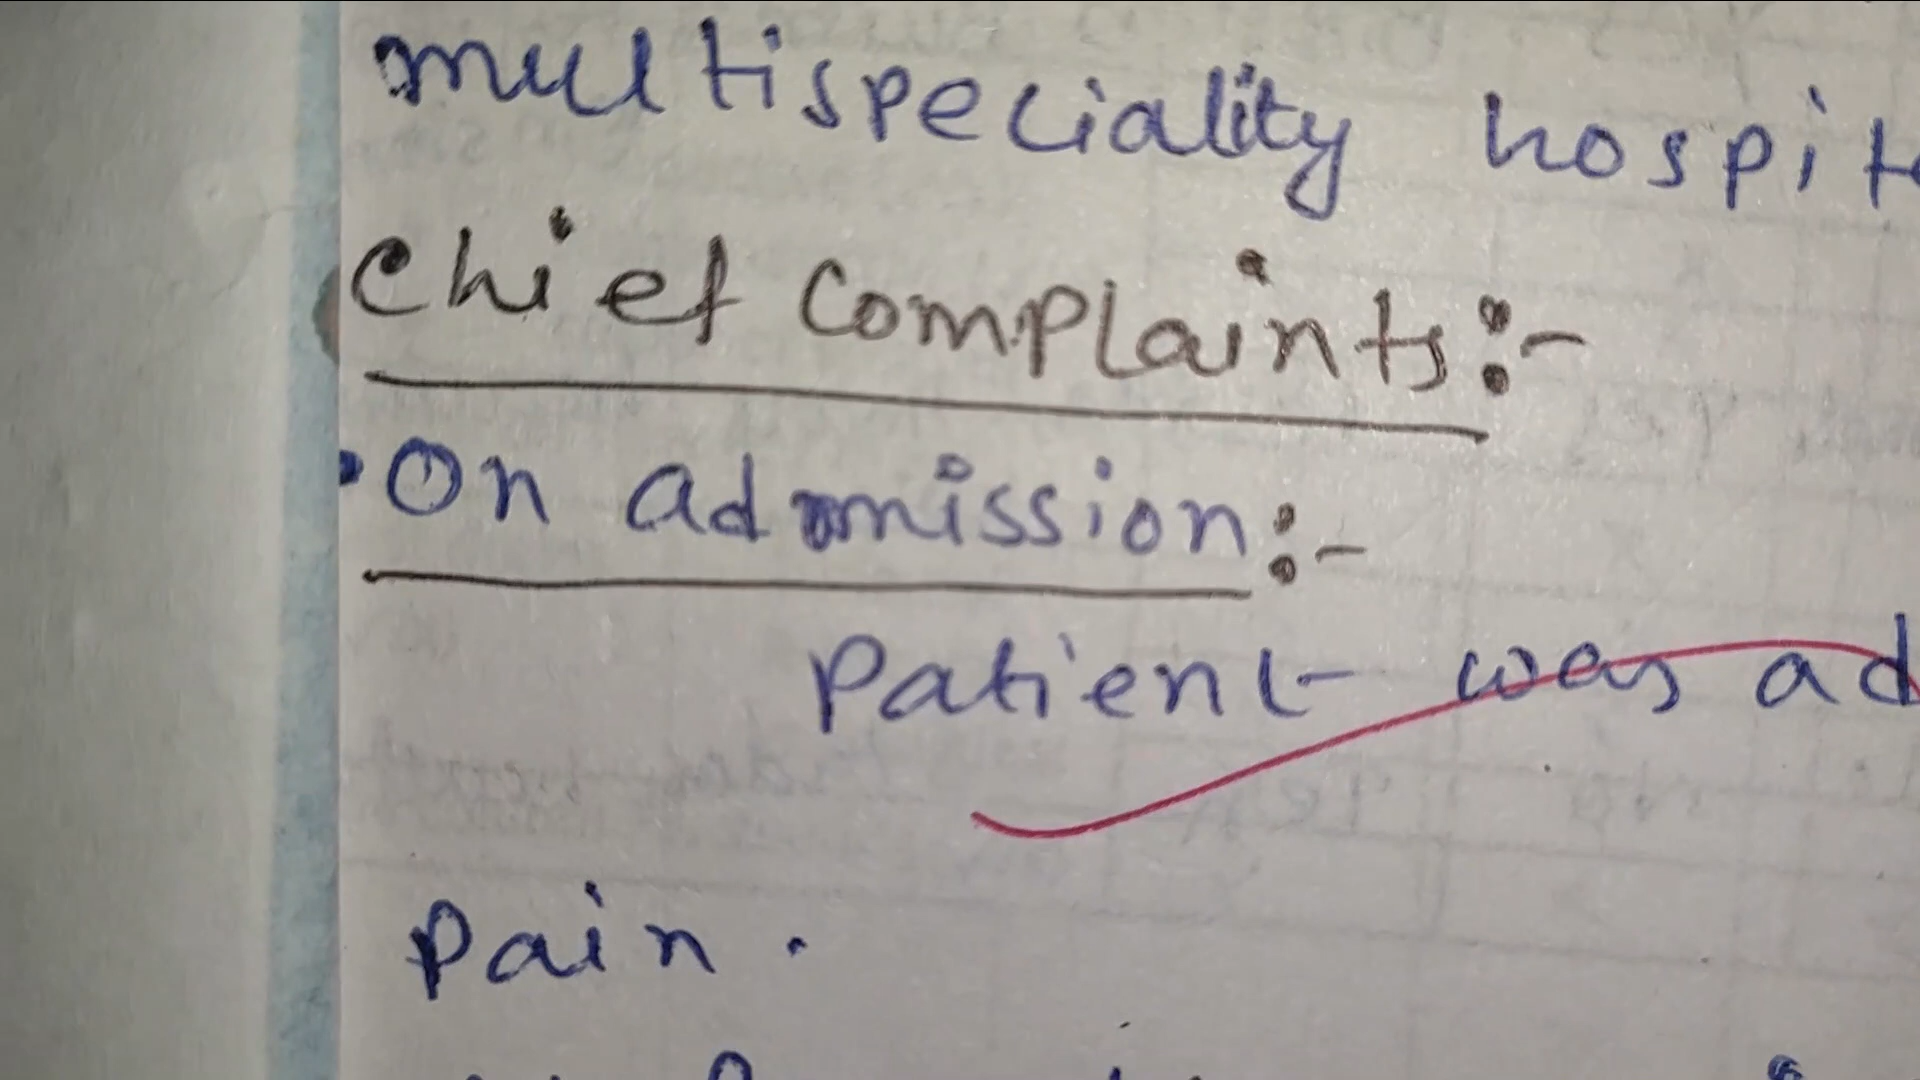 multispeciality hospit
Chief Complaints:-
• On admission:-
Patient was ad
Pain.